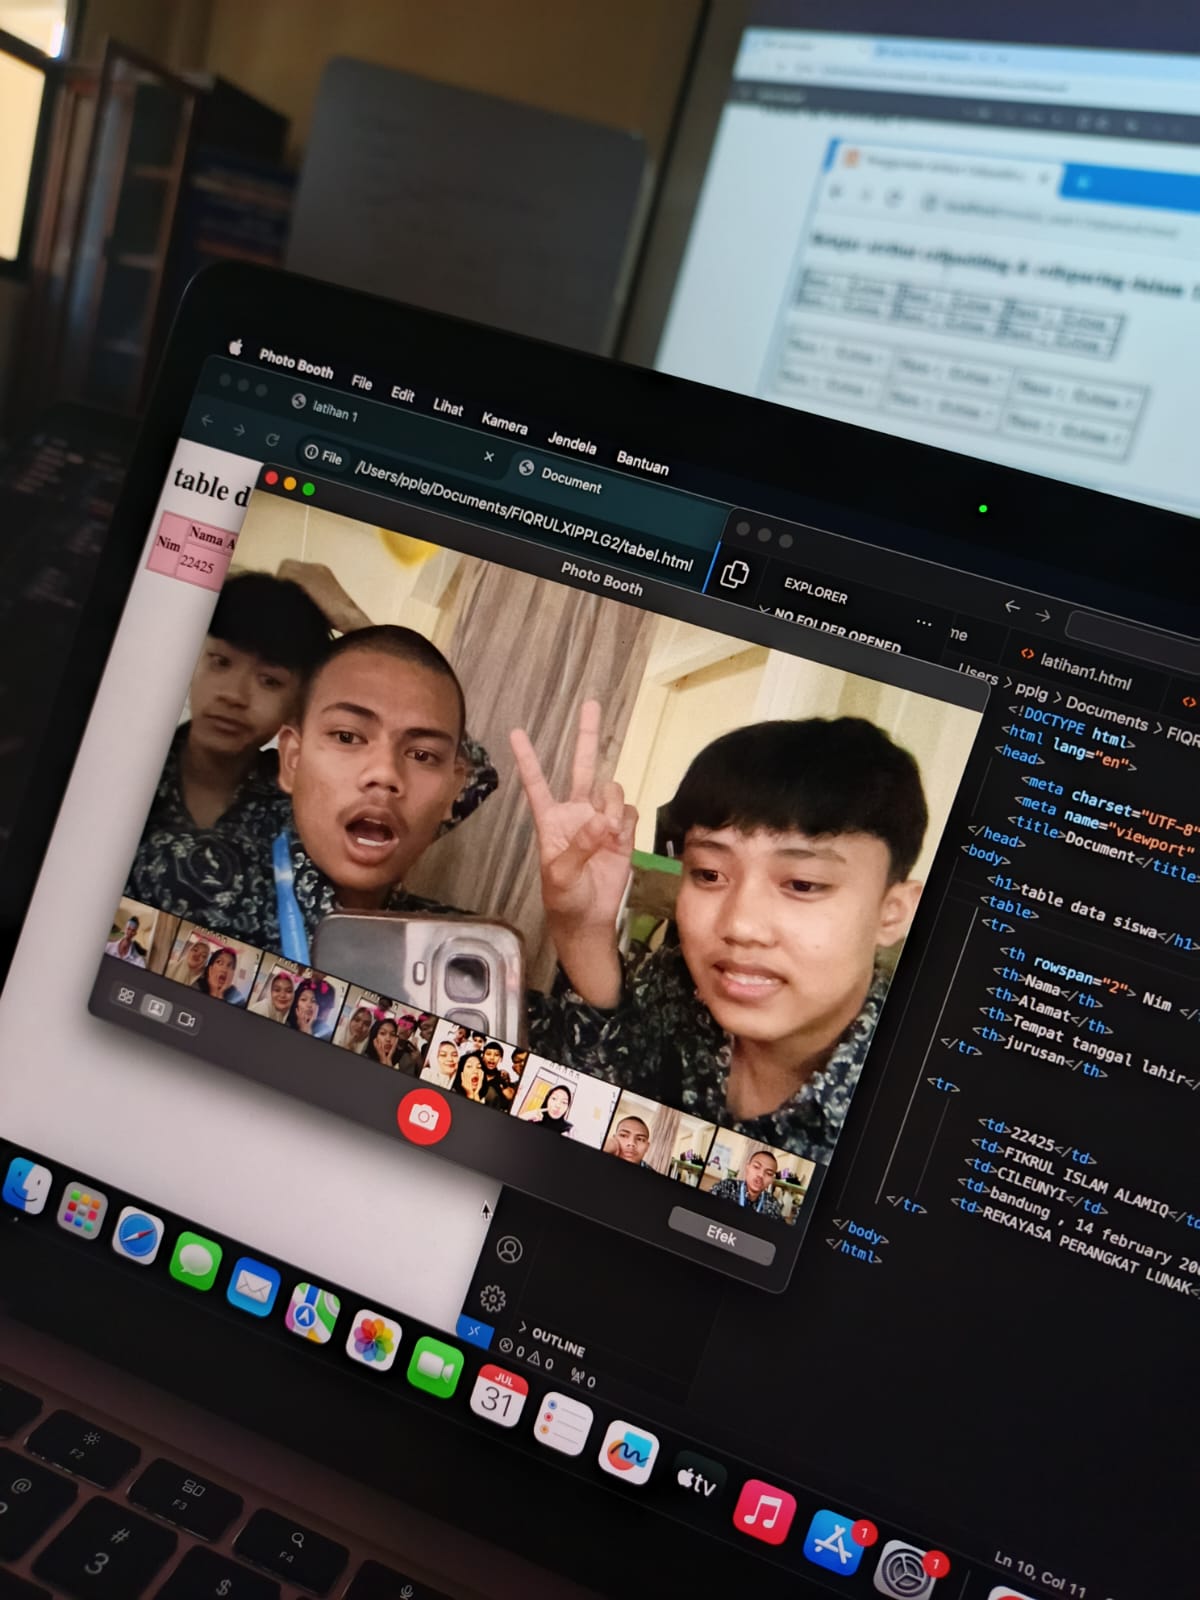 Photo Booth File Edit Lihat Kamera Jendela Bantuan
latihan 1
Document
File /Users/pplg/Documents/FIQRULXIPPLG2/tabel.html
table d
Nim Nama A
22425
Photo Booth
EXPLORER
NO FOLDER OPENED
me
latihan1.html
Users > pplg > Documents > FIQR
<!DOCTYPE html>
<html lang="en">
<head>
<meta charset="UTF-8"
<meta name="viewport"
<title>Document</title>
</head>
<body>
<h1>table data siswa</h1
<table>
<tr>
<th rowspan="2"> Nim </
<th>Nama</th>
<th>Alamat</th>
<th>Tempat tanggal lahir</
<th>jurusan</th>
</tr>
<tr>
<td>22425</td>
<td>FIKRUL ISLAM ALAMIQ</t
<td>CILEUNYI</td>
<td>bandung , 14 february 200
<td>REKAYASA PERANGKAT LUNAK<
</tr>
</body>
</html>
Efek
OUTLINE
0 0 0
JUL
31
tv
1
1
Ln 10, Col 11
F2
F3
F4
@
#
3
$